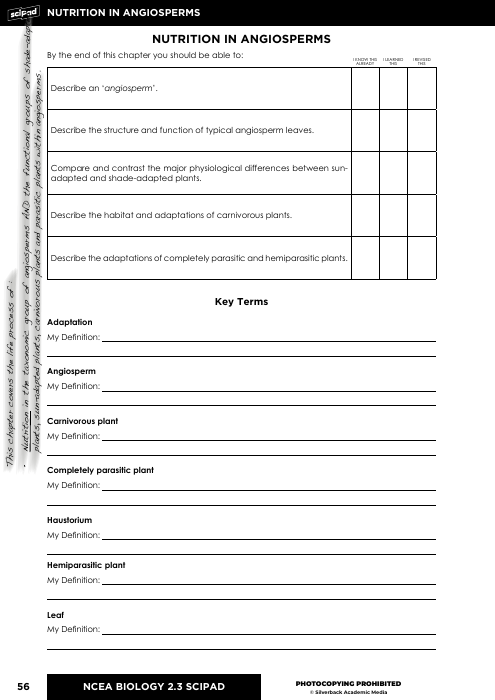 scipad
NUTRITION IN ANGIOSPERMS
NUTRITION IN ANGIOSPERMS
By the end of this chapter you should be able to:
I KNOW THIS
ALREADY
I LEARNED
THIS
I REVISED
THIS
Describe an ‘angiosperm’.
Describe the structure and function of typical angiosperm leaves.
Compare and contrast the major physiological differences between sun-
adapted and shade-adapted plants.
Describe the habitat and adaptations of carnivorous plants.
Describe the adaptations of completely parasitic and hemiparasitic plants.
This chapter covers the life process of:
• Nutrition in the taxonomic group of angiosperms AND the functional groups of shade-adap
plants, sun-adapted plants, carnivorous plants and parasitic plants within angiosperms.
Key Terms
Adaptation
My Definition:
Angiosperm
My Definition:
Carnivorous plant
My Definition:
Completely parasitic plant
My Definition:
Haustorium
My Definition:
Hemiparasitic plant
My Definition:
Leaf
My Definition:
56
NCEA BIOLOGY 2.3 SCIPAD
PHOTOCOPYING PROHIBITED
© Silverback Academic Media